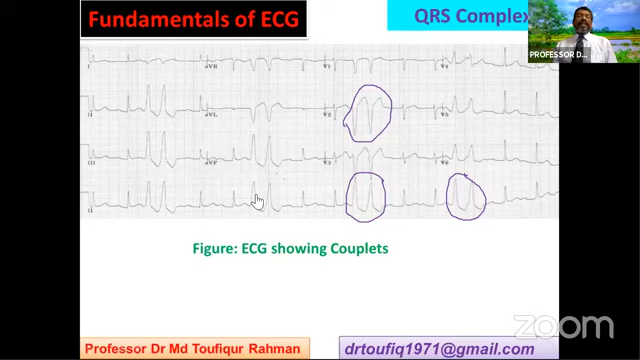 Fundamentals of ECG
QRS Complex
PROFESSOR D...
I
aVR
V1
V4
II
aVL
V2
V5
III
aVF
V3
V6
II
Figure: ECG showing Couplets
zoom
Professor Dr Md Toufiqur Rahman
drtoufiq1971@gmail.com